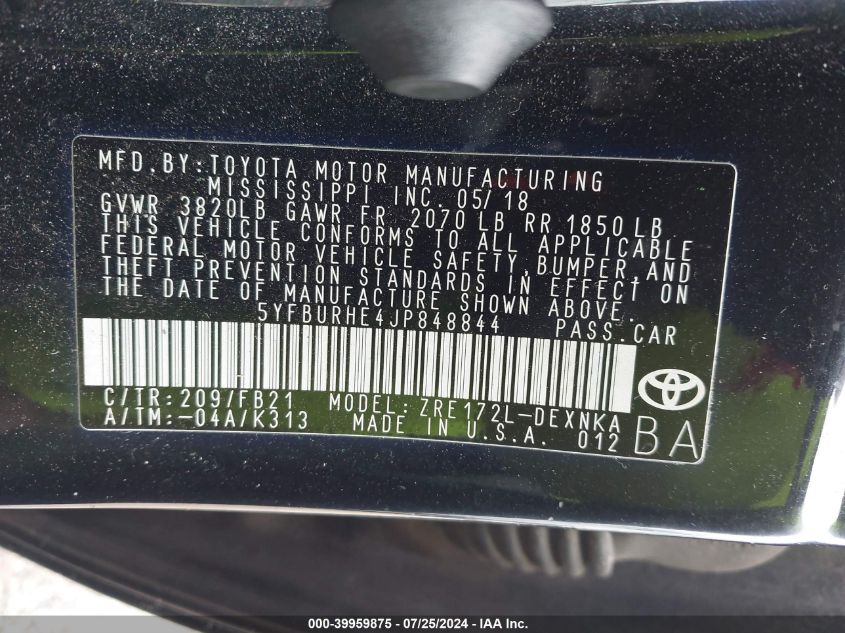 MFD.BY:TOYOTA MOTOR MANUFACTURING
MISSISSIPPI INC. 05/18
GVWR 3820LB GAWR FR 2070 LB RR 1850 LB
THIS VEHICLE CONFORMS TO ALL APPLICABLE
FEDERAL MOTOR VEHICLE SAFETY,BUMPER,AND
THEFT PREVENTION STANDARDS IN EFFECT ON
THE DATE OF MANUFACTURE SHOWN ABOVE.
5YFBURHE4JP848844 PASS.CAR
C/TR:209/FB21 MODEL:ZRE172L-DEXNKA
A/TM:-04A/K313 MADE IN U.S.A. 012
BA
000-39959875 - 07/25/2024 - IAA Inc.